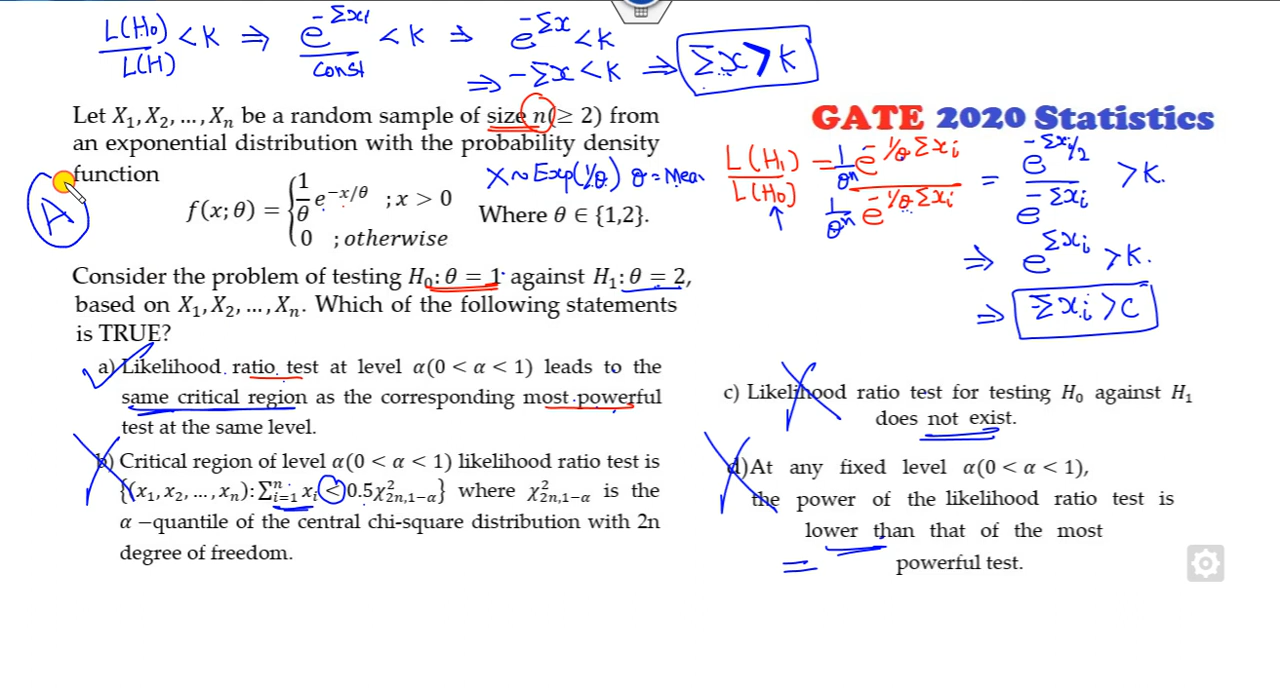 L(H₀)/L(H) < K ⇒ e^(-Σxi)/Const < K ⇒ e^(-Σx) < K
⇒ -Σx < K ⇒ Σx > K
Let X₁, X₂, ..., Xₙ be a random sample of size n(≥ 2) from
an exponential distribution with the probability density
function
f(x; θ) = { 1/θ e^(-x/θ) ; x > 0
0 ; otherwise
X ~ Exp(1/θ) θ = Mean
Where θ ∈ {1,2}.
A
Consider the problem of testing H₀: θ = 1 against H₁: θ = 2,
based on X₁, X₂, ..., Xₙ. Which of the following statements
is TRUE?
a) Likelihood ratio test at level α(0 < α < 1) leads to the
same critical region as the corresponding most powerful
test at the same level.
b) Critical region of level α(0 < α < 1) likelihood ratio test is
{(x₁, x₂, ..., xₙ): Σⁿᵢ₌₁ xᵢ < 0.5χ²₂ₙ,₁₋α} where χ²₂ₙ,₁₋α is the
α −quantile of the central chi-square distribution with 2n
degree of freedom.
GATE 2020 Statistics
L(H₁)/L(H₀) = 1/θⁿ e^(-1/θ Σxi) / 1/θⁿ e^(-1/θ Σxi) = e^(-Σxi/2) / e^(-Σxi) > K.
⇒ e^(Σxi) > K.
⇒ Σxi > C
c) Likelihood ratio test for testing H₀ against H₁
does not exist.
d)At any fixed level α(0 < α < 1),
the power of the likelihood ratio test is
lower than that of the most
powerful test.
=